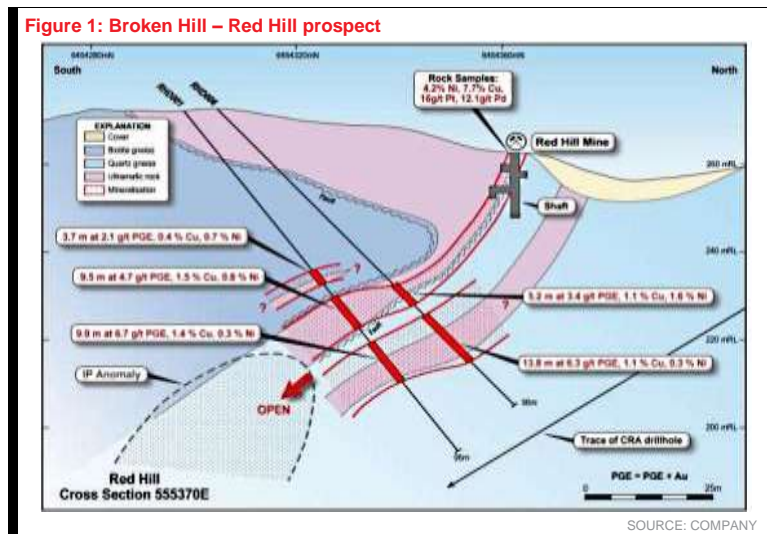 Figure 1: Broken Hill – Red Hill prospect
South
North
Rock Samples:
4.2% Ni, 7.7% Cu,
16g/t Pt, 12.1g/t Pd
Red Hill Mine
EXPLANATION
Cover
Biotite gneiss
Quartz gneiss
Ultramafic rock
Mineralisation
260 mRL
Fault
Shaft
3.7 m at 2.1 g/t PGE, 0.4 % Cu, 0.7 % Ni
240 mRL
?
9.5 m at 4.7 g/t PGE, 1.5 % Cu, 0.8 % Ni
?
?
m at 3.4 g/t PGE, 1.1 % Cu, 1.6 % Ni
9.9 m at 6.7 g/t PGE, 1.4 % Cu, 0.3 % Ni
Fault
220 mRL
13.8 m at 6.3 g/t PGE, 1.1 % Cu, 0.3 % Ni
IP Anomaly
OPEN
200 mRL
Trace of CRA drillhole
Red Hill
Cross Section 555370E
PGE = PGE + Au
0
25m
SOURCE: COMPANY